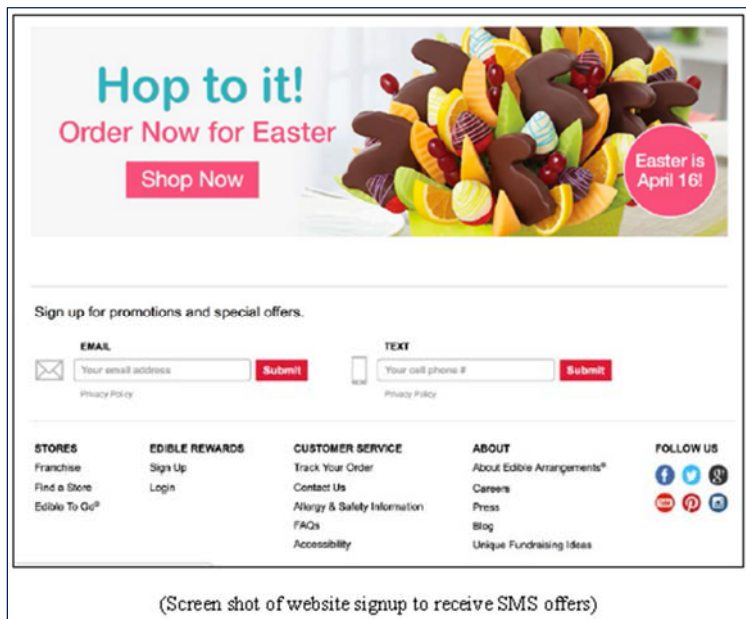 Hop to it!
Order Now for Easter
Shop Now
Easter is
April 16!
Sign up for promotions and special offers.
EMAIL
Your email address
Submit
Privacy Policy
TEXT
Your cell phone #
Submit
Privacy Policy
STORES
Franchise
Find a Store
Edible To Go®
EDIBLE REWARDS
Sign Up
Login
CUSTOMER SERVICE
Track Your Order
Contact Us
Allergy & Safety Information
FAQs
Accessibility
ABOUT
About Edible Arrangements®
Careers
Press
Blog
Unique Fundraising Ideas
FOLLOW US
(Screen shot of website signup to receive SMS offers)